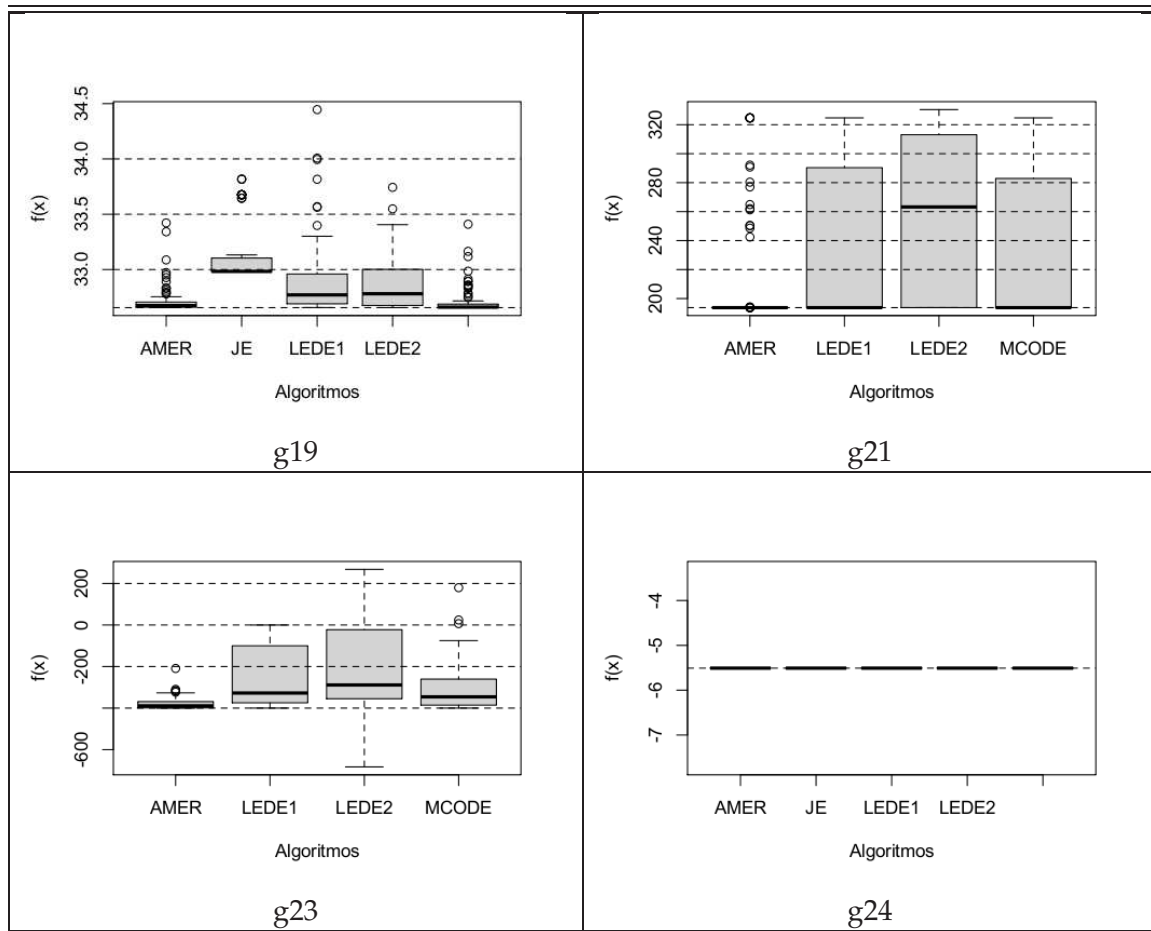 34.5
34.0
33.5
33.0
f(x)
AMER JE LEDE1 LEDE2
Algoritmos
g19
320
280
240
200
f(x)
AMER LEDE1 LEDE2 MCODE
Algoritmos
g21
200
0
-200
-600
f(x)
AMER LEDE1 LEDE2 MCODE
Algoritmos
g23
-4
-5
-6
-7
f(x)
AMER JE LEDE1 LEDE2
Algoritmos
g24